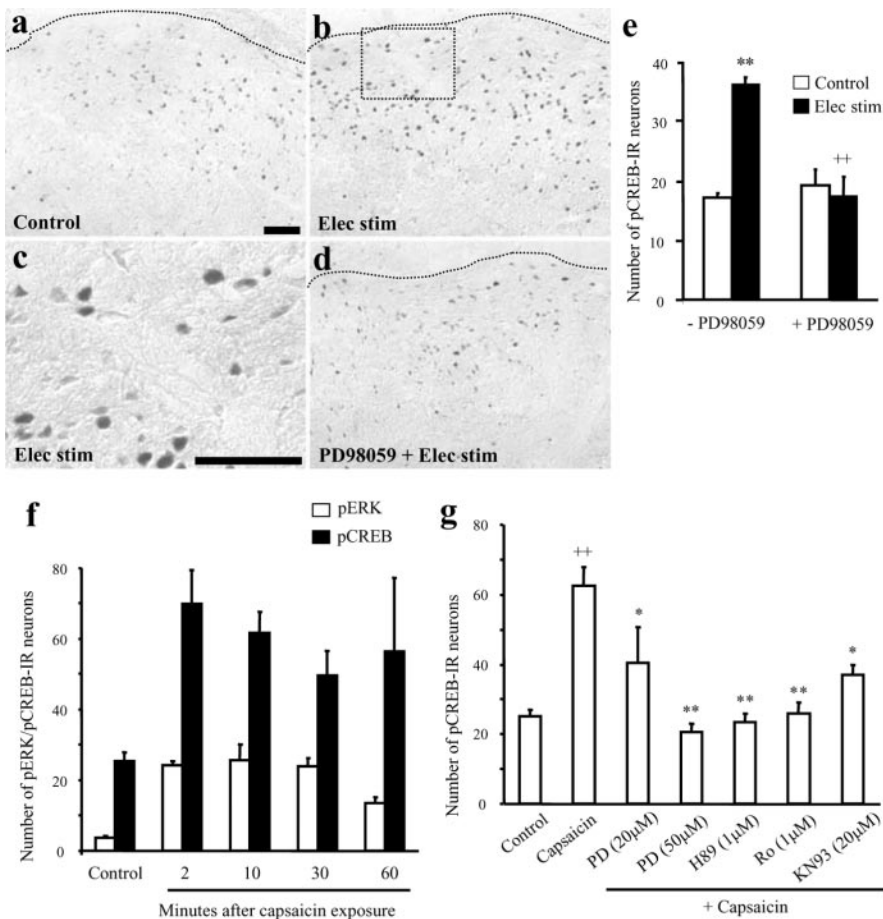 a
Control
b
Elec stim
c
Elec stim
d
PD98059 + Elec stim
e
Number of pCREB-IR neurons
40
30
20
10
0
**
++
Control
Elec stim
- PD98059
+ PD98059
f
pERK
pCREB
Number of pERK/pCREB-IR neurons
80
60
40
20
0
Control
2
10
30
60
Minutes after capsaicin exposure
g
Number of pCREB-IR neurons
80
60
40
20
0
++
*
**
**
**
*
Control
Capsaicin
PD (20μM)
PD (50μM)
H89 (1μM)
Ro (1μM)
KN93 (20μM)
+ Capsaicin